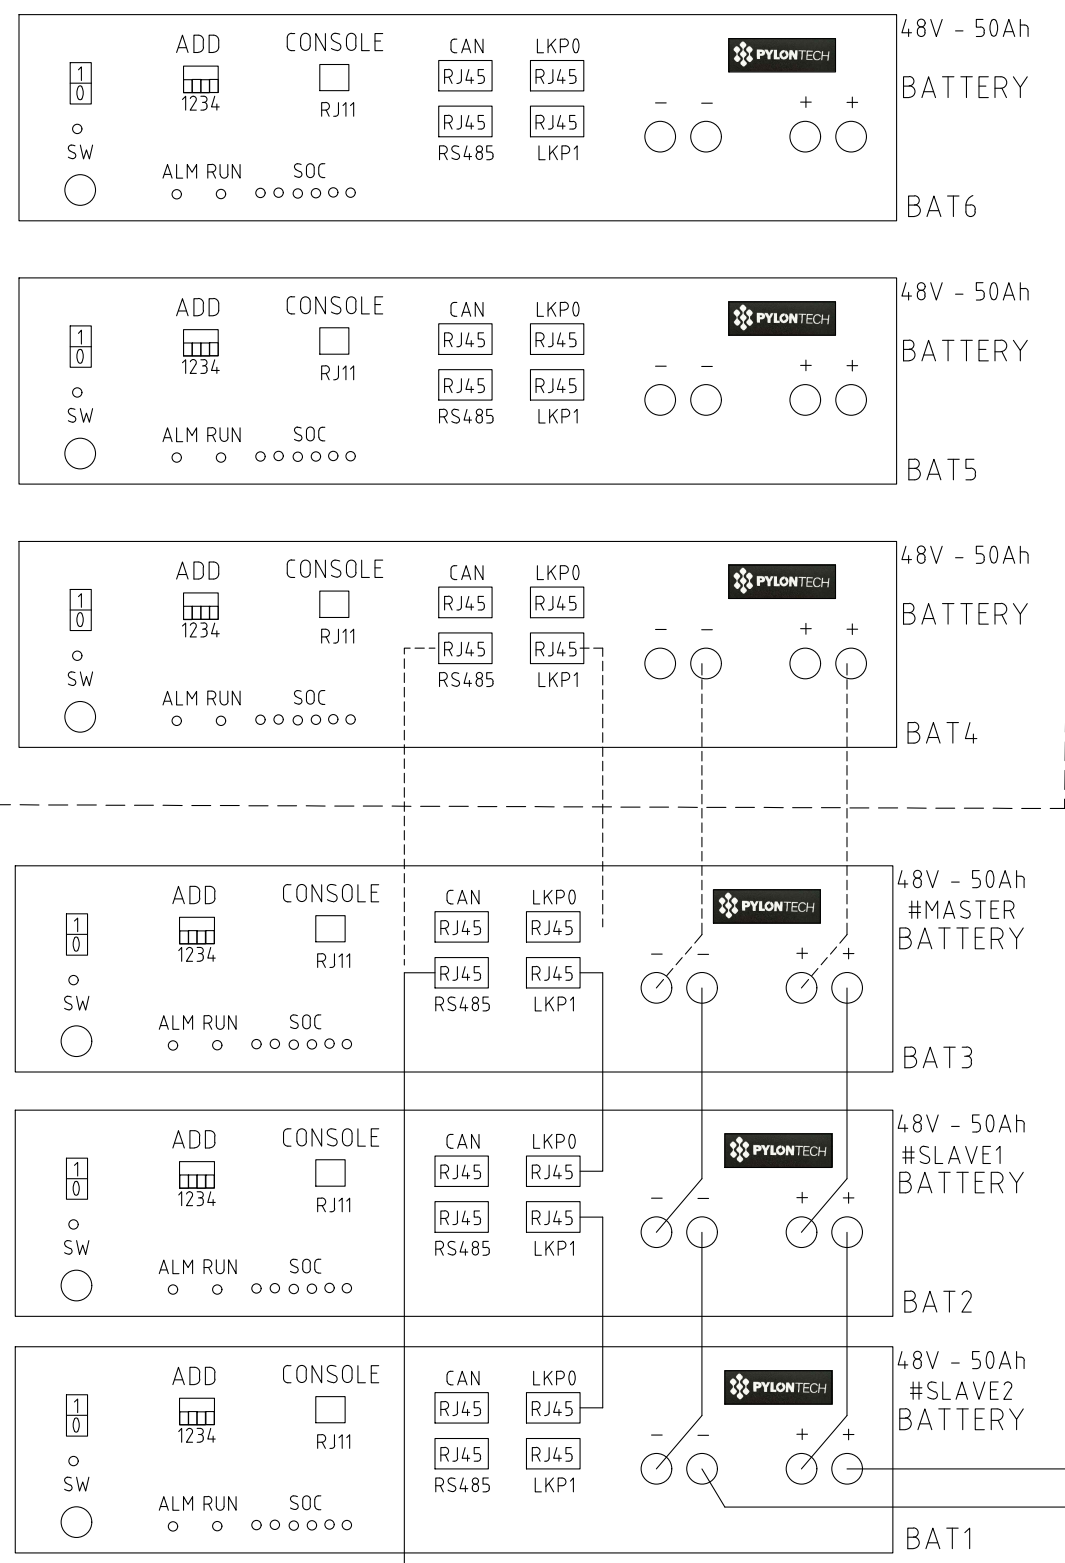 48V - 50Ah
ADD
CONSOLE
CAN
LKP0
PYLONTECH
1
0
RJ45
RJ45
BATTERY
1234
RJ11
- -
+ +
RJ45
RJ45
SW
RS485
LKP1
ALM RUN
SOC
BAT6
48V - 50Ah
ADD
CONSOLE
CAN
LKP0
PYLONTECH
1
0
RJ45
RJ45
BATTERY
1234
RJ11
- -
+ +
RJ45
RJ45
SW
RS485
LKP1
ALM RUN
SOC
BAT5
48V - 50Ah
ADD
CONSOLE
CAN
LKP0
PYLONTECH
1
0
RJ45
RJ45
BATTERY
1234
RJ11
- -
+ +
RJ45
RJ45
SW
RS485
LKP1
ALM RUN
SOC
BAT4
48V - 50Ah
ADD
CONSOLE
CAN
LKP0
PYLONTECH
#MASTER
1
0
RJ45
RJ45
BATTERY
1234
RJ11
- -
+ +
RJ45
RJ45
SW
RS485
LKP1
ALM RUN
SOC
BAT3
48V - 50Ah
ADD
CONSOLE
CAN
LKP0
PYLONTECH
#SLAVE1
1
0
RJ45
RJ45
BATTERY
1234
RJ11
- -
+ +
RJ45
RJ45
SW
RS485
LKP1
ALM RUN
SOC
BAT2
48V - 50Ah
ADD
CONSOLE
CAN
LKP0
PYLONTECH
#SLAVE2
1
0
RJ45
RJ45
BATTERY
1234
RJ11
- -
+ +
RJ45
RJ45
SW
RS485
LKP1
ALM RUN
SOC
BAT1